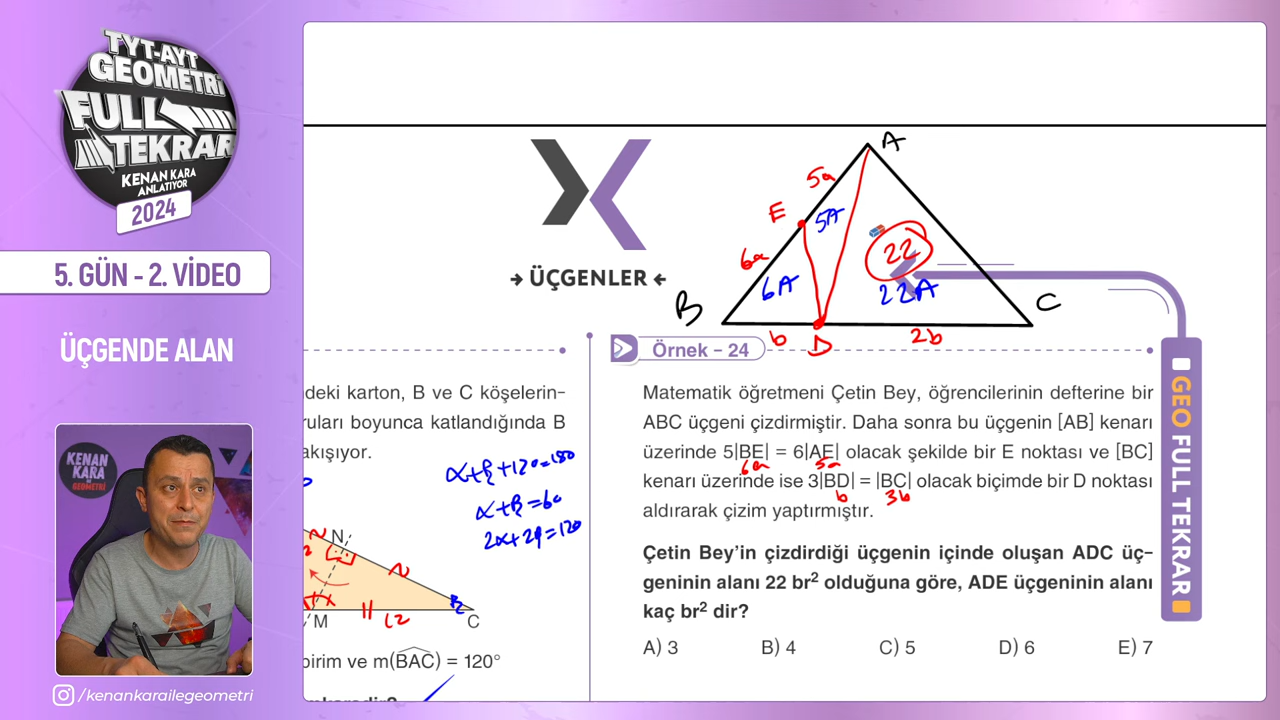 TYT-AYT
GEOMETRİ
FULL
TEKRAR
KENAN KARA
ANLATIYOR
2024
5. GÜN - 2. VİDEO
ÜÇGENDE ALAN
KENAN
KARA
/kenankarailegeometri
ÜÇGENLER
A
5a
E
5A
22
6a
6A
22A
B
C
b
D
2b
Örnek – 24
Matematik öğretmeni Çetin Bey, öğrencilerinin defterine bir
ABC üçgeni çizdirmiştir. Daha sonra bu üçgenin [AB] kenarı
üzerinde 5|BE| = 6|AE| olacak şekilde bir E noktası ve [BC]
6a 5a
kenarı üzerinde ise 3|BD| = |BC| olacak biçimde bir D noktası
b 3b
aldırarak çizim yaptırmıştır.
Çetin Bey'in çizdirdiği üçgenin içinde oluşan ADC üç-
geninin alanı 22 br² olduğuna göre, ADE üçgeninin alanı
kaç br² dir?
A) 3 B) 4 C) 5 D) 6 E) 7
GEO FULL TEKRAR
deki karton, B ve C köşelerin-
ruları boyunca katlandığında B
akışıyor.
α+β+120=180
α+β=60
2α+2β=120
N
M
12
C
birim ve m(BAC) = 120°